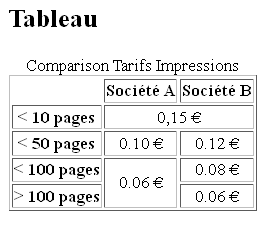 Tableau
Comparison Tarifs Impressions
Société A Société B
< 10 pages 0,15 €
< 50 pages 0.10 € 0.12 €
< 100 pages 0.06 € 0.08 €
> 100 pages 0.06 €